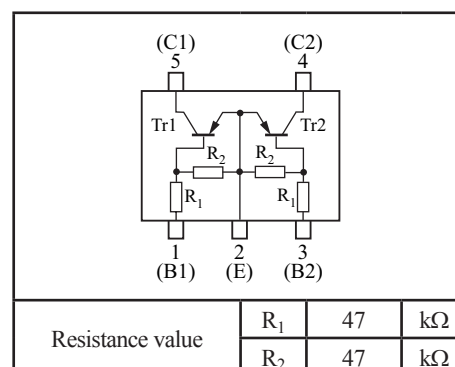 (C1) (C2)
5 4
Tr1 Tr2
R₂ R₂
R₁ R₁
1 2 3
(B1) (E) (B2)
Resistance value R₁ 47 kΩ
R₂ 47 kΩ